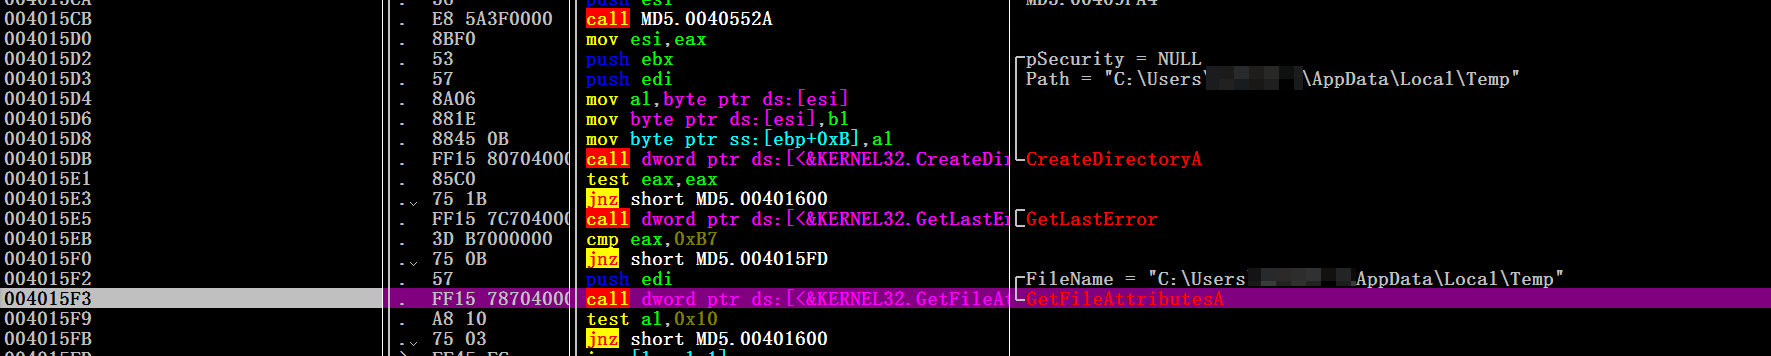 004015CB . E8 5A3F0000 call MD5.0040552A
004015D0 . 8BF0 mov esi,eax
004015D2 . 53 push ebx pSecurity = NULL
004015D3 . 57 push edi Path = "C:\Users\ \AppData\Local\Temp"
004015D4 . 8A06 mov al,byte ptr ds:[esi]
004015D6 . 881E mov byte ptr ds:[esi],bl
004015D8 . 8845 0B mov byte ptr ss:[ebp+0xB],al
004015DB . FF15 80704000 call dword ptr ds:[<&KERNEL32.CreateDi CreateDirectoryA
004015E1 . 85C0 test eax,eax
004015E3 . 75 1B jnz short MD5.00401600
004015E5 . FF15 7C704000 call dword ptr ds:[<&KERNEL32.GetLastE GetLastError
004015EB . 3D B7000000 cmp eax,0xB7
004015F0 . 75 0B jnz short MD5.004015FD
004015F2 . 57 push edi FileName = "C:\Users AppData\Local\Temp"
004015F3 . FF15 78704000 call dword ptr ds:[<&KERNEL32.GetFileA GetFileAttributesA
004015F9 . A8 10 test al,0x10
004015FB . 75 03 jnz short MD5.00401600